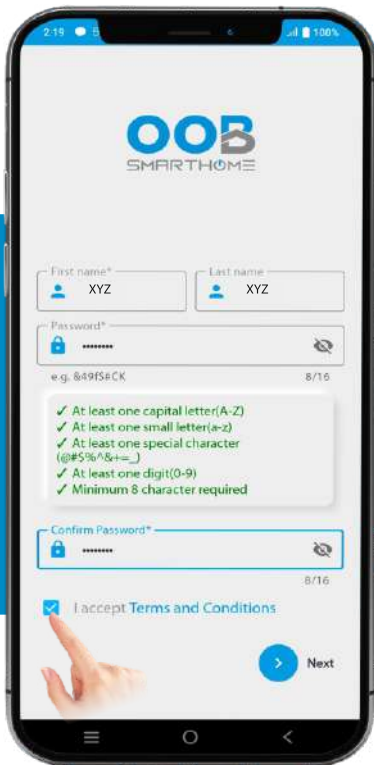 2:19
100%
OOB
SMARTHOME
First name*
Last name
XYZ
XYZ
Password*
••••••••
e.g. &49fS#CK
8/16
✓ At least one capital letter(A-Z)
✓ At least one small letter(a-z)
✓ At least one special character
(@#$%^&+=_)
✓ At least one digit(0-9)
✓ Minimum 8 character required
Confirm Password*
••••••••
8/16
I accept Terms and Conditions
Next